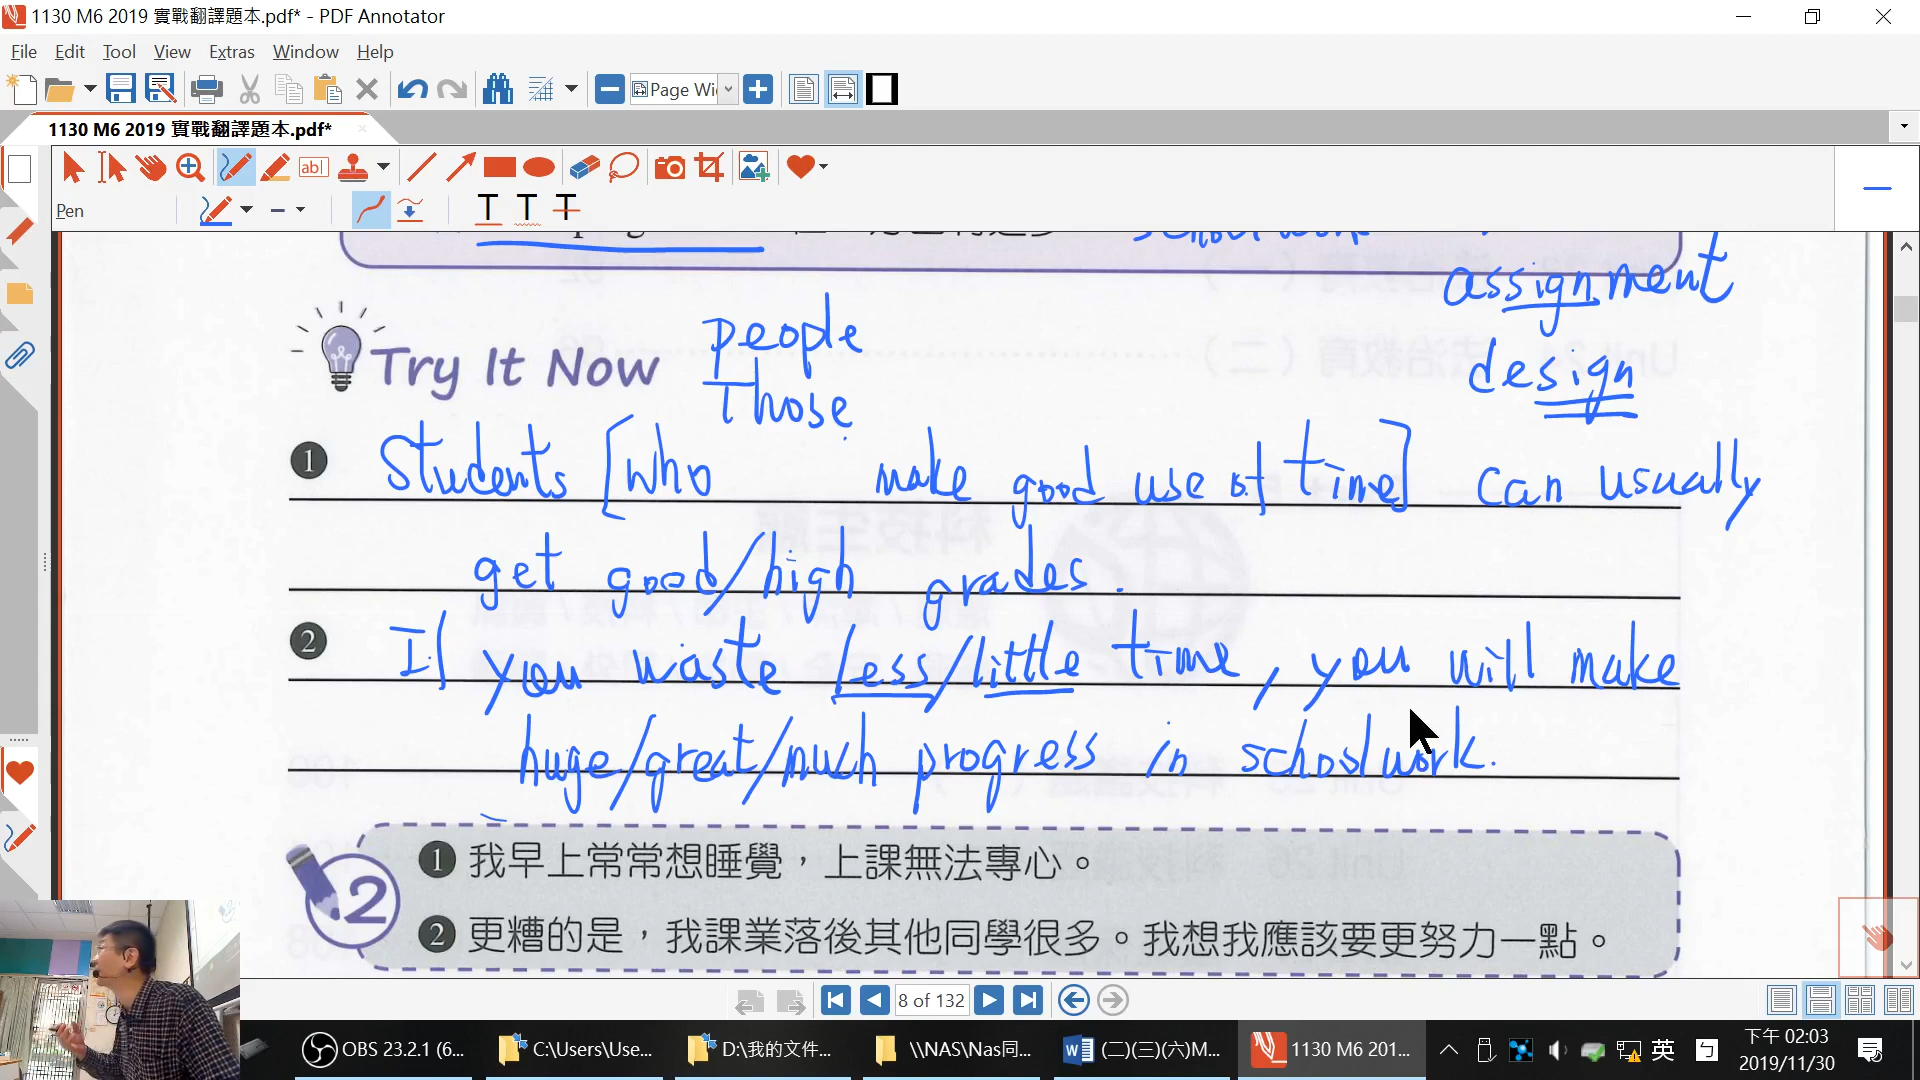 1130 M6 2019 實戰翻譯題本.pdf* - PDF Annotator
File Edit Tool View Extras Window Help
Page Wi
1130 M6 2019 實戰翻譯題本.pdf*
Pen
schoolwork
assignment
design
people
Those
Try It Now
1 Students [who make good use of time] can usually
get good/high grades.
2 If you waste less/little time, you will make
huge/great/much progress in schoolwork.
2
1 我早上常常想睡覺，上課無法專心。
2 更糟的是，我課業落後其他同學很多。我想我應該要更努力一點。
8 of 132
OBS 23.2.1 (6... C:\Users\Use... D:\我的文件... \\NAS\Nas同... (二)(三)(六)M... 1130 M6 201... 英 ㄅ 下午 02:03
2019/11/30